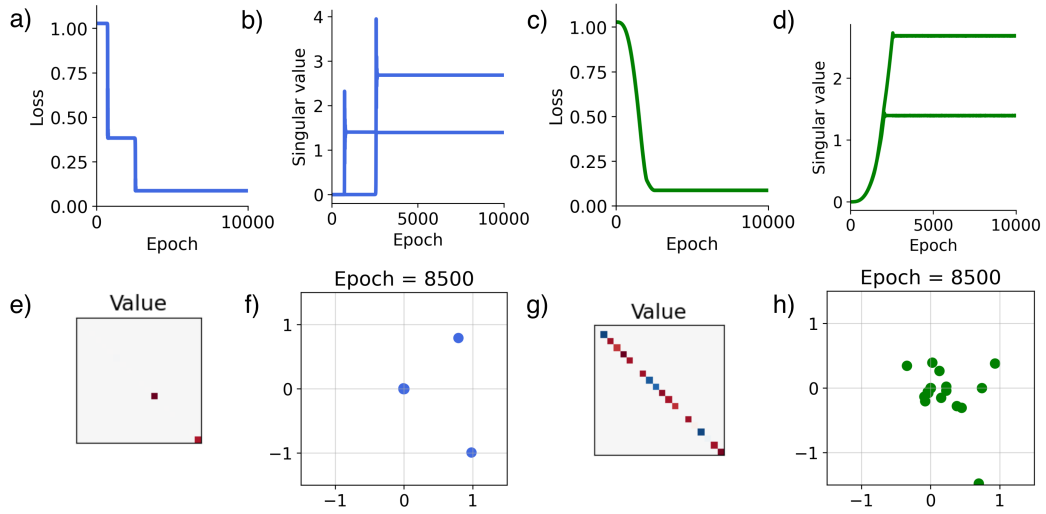 a)
1.00
0.75
0.50
0.25
0.00
Loss
0
10000
Epoch
b)
4
3
2
1
0
Singular value
0
5000
10000
Epoch
c)
1.00
0.75
0.50
0.25
0.00
Loss
0
10000
Epoch
d)
2
1
0
Singular value
0
5000
10000
Epoch
e)
Value
f)
Epoch = 8500
1
0
−1
−1
0
1
g)
Value
h)
Epoch = 8500
1
0
−1
−1
0
1